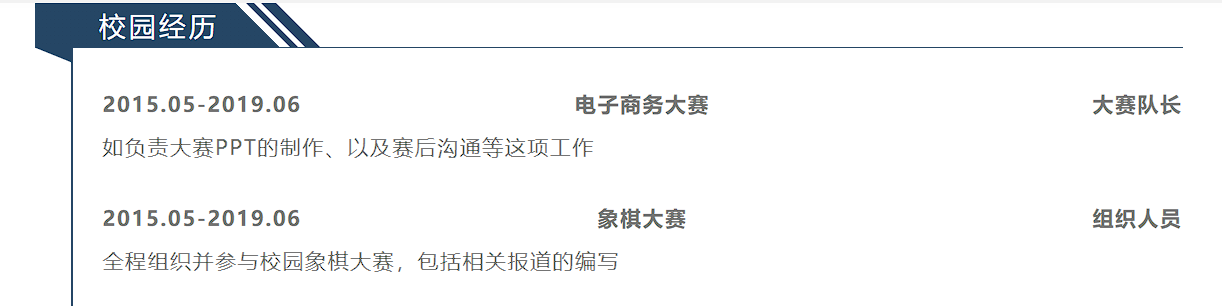 校园经历
2015.05-2019.06 电子商务大赛 大赛队长
如负责大赛PPT的制作、以及赛后沟通等这项工作
2015.05-2019.06 象棋大赛 组织人员
全程组织并参与校园象棋大赛，包括相关报道的编写